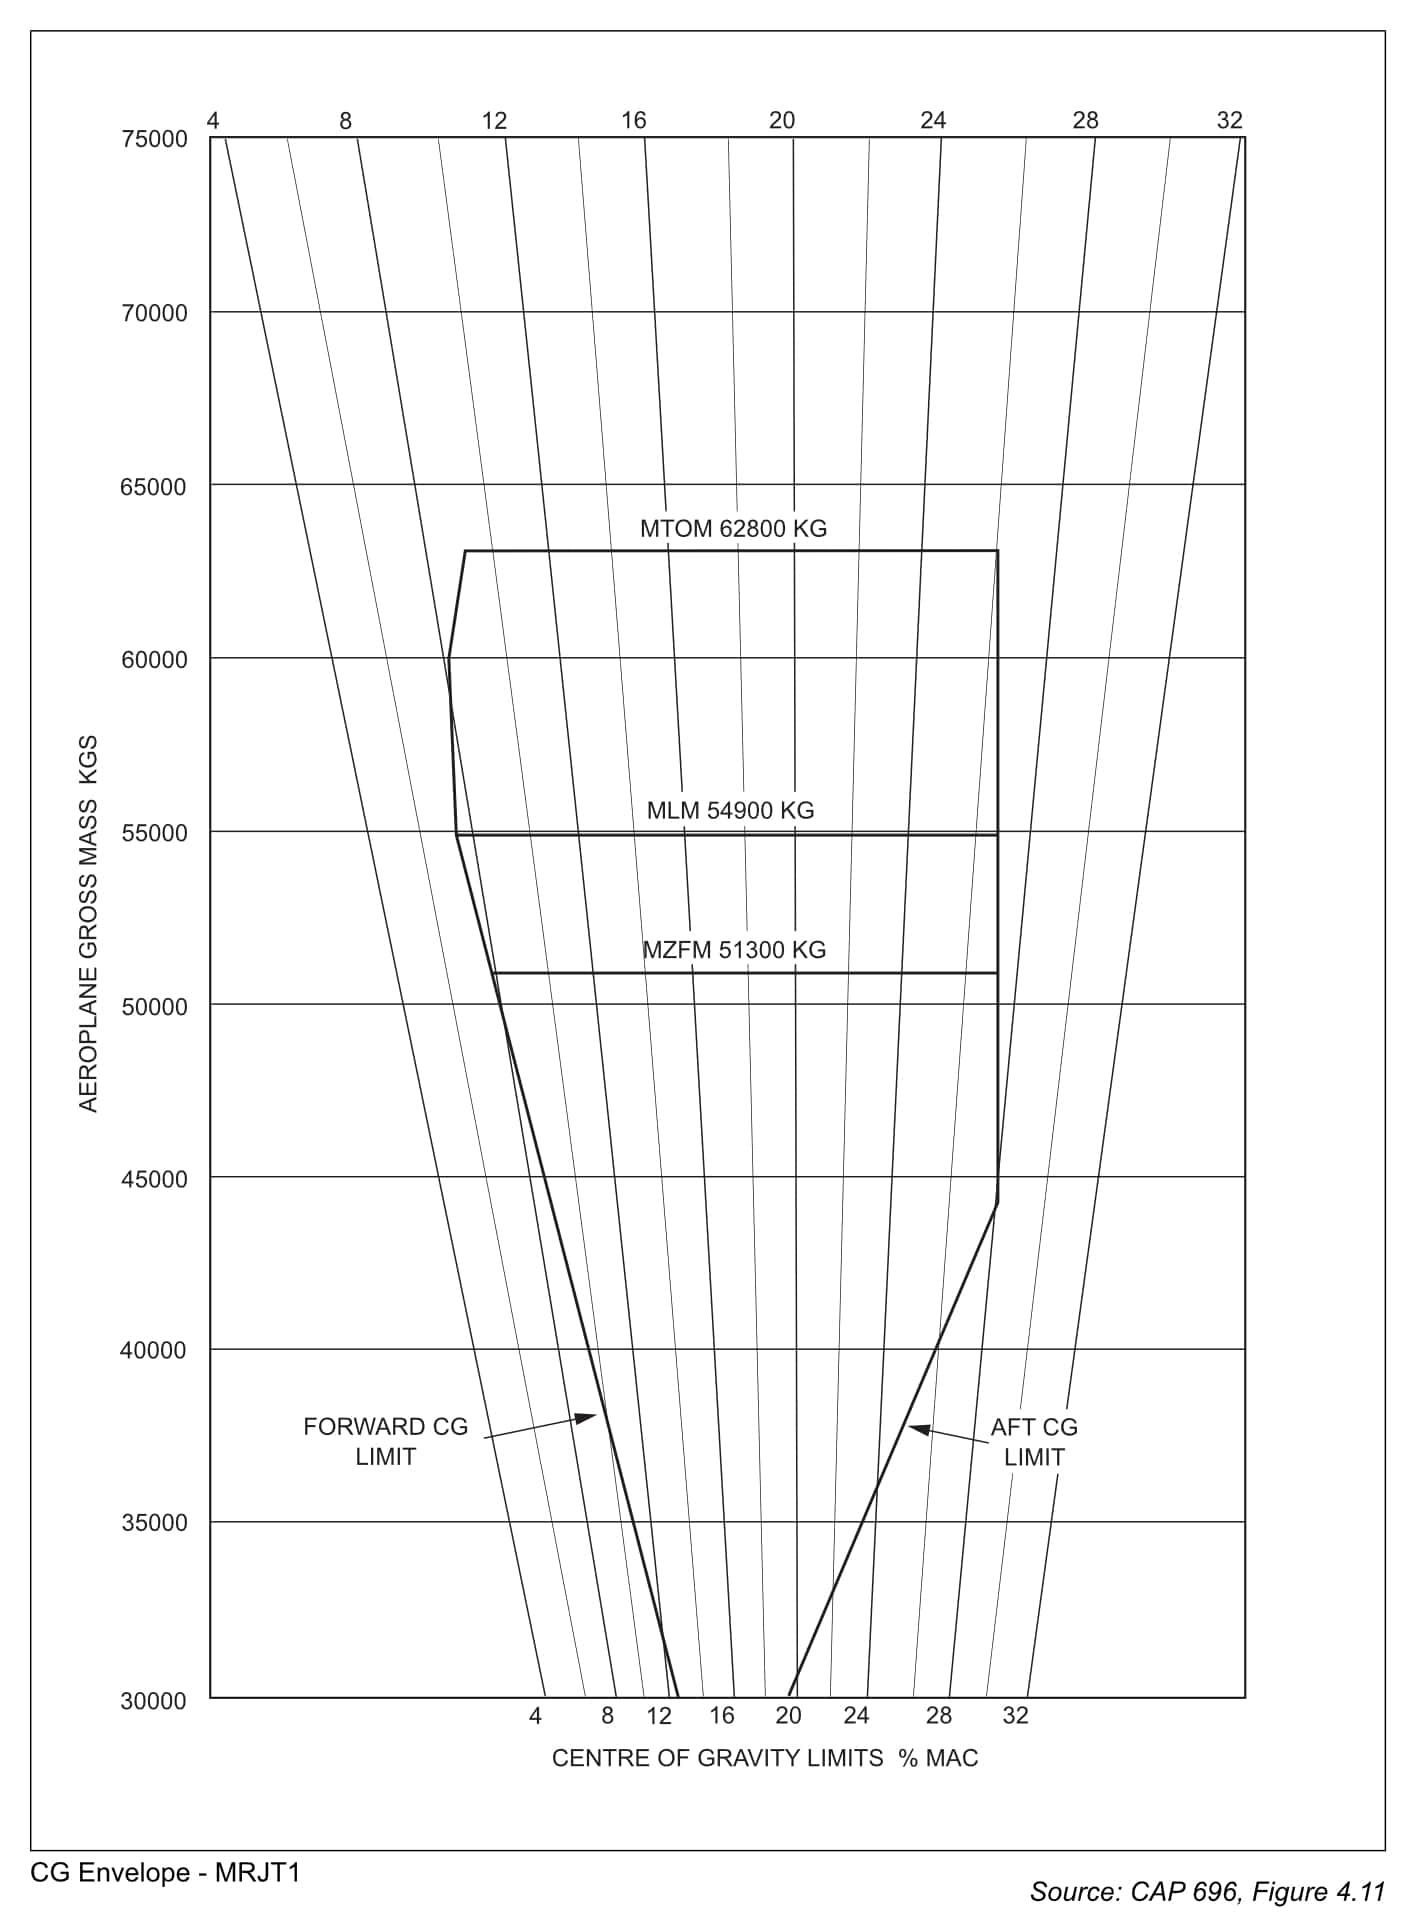 4 8 12 16 20 24 28 32
75000
70000
65000
MTOM 62800 KG
60000
AEROPLANE GROSS MASS KGS
MLM 54900 KG
55000
MZFM 51300 KG
50000
45000
40000
FORWARD CG
LIMIT
AFT CG
LIMIT
35000
30000
4 8 12 16 20 24 28 32
CENTRE OF GRAVITY LIMITS % MAC
CG Envelope - MRJT1
Source: CAP 696, Figure 4.11